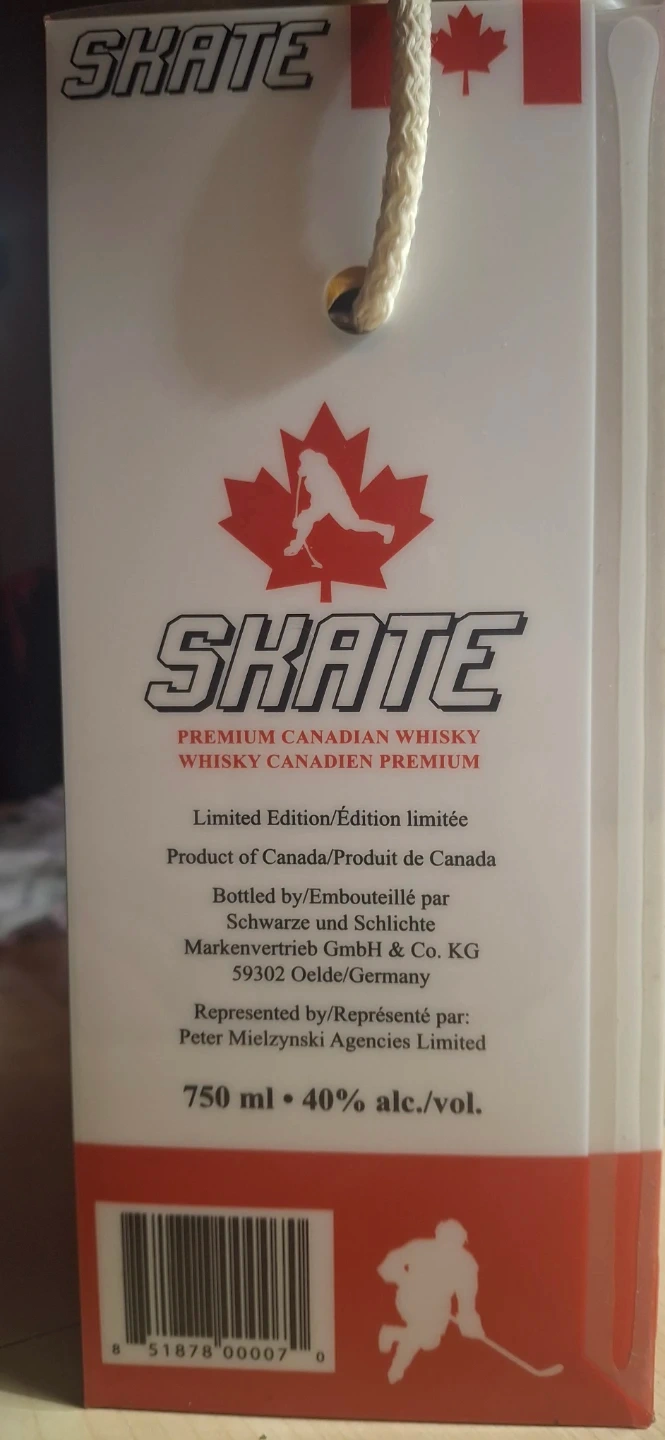 SKATE
SKATE
PREMIUM CANADIAN WHISKY
WHISKY CANADIEN PREMIUM
Limited Edition/Édition limitée
Product of Canada/Produit de Canada
Bottled by/Embouteillé par
Schwarze und Schlichte
Markenvertrieb GmbH & Co. KG
59302 Oelde/Germany
Represented by/Représenté par:
Peter Mielzynski Agencies Limited
750 ml • 40% alc./vol.
8 51878 00007 0